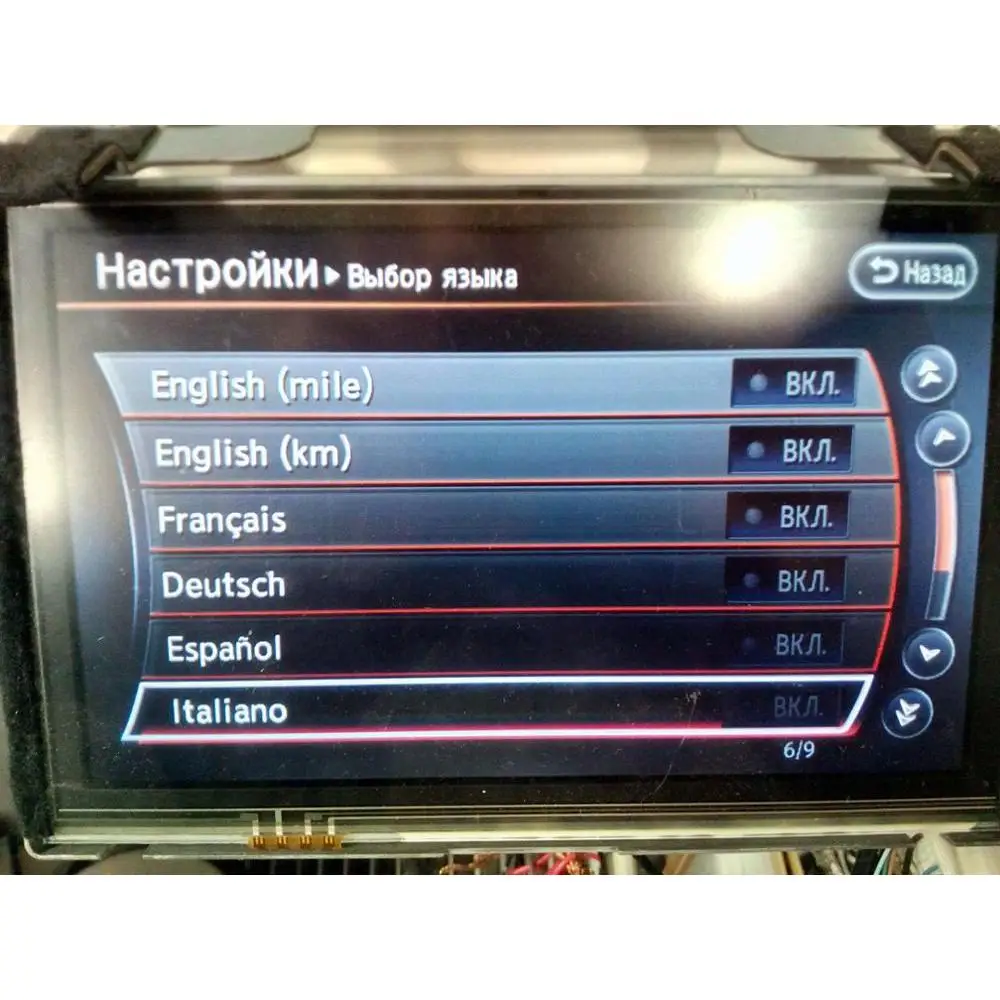 Настройки ▸ Выбор языка
Назад
English (mile) ВКЛ.
English (km) ВКЛ.
Français ВКЛ.
Deutsch ВКЛ.
Español ВКЛ.
Italiano ВКЛ.
6/9